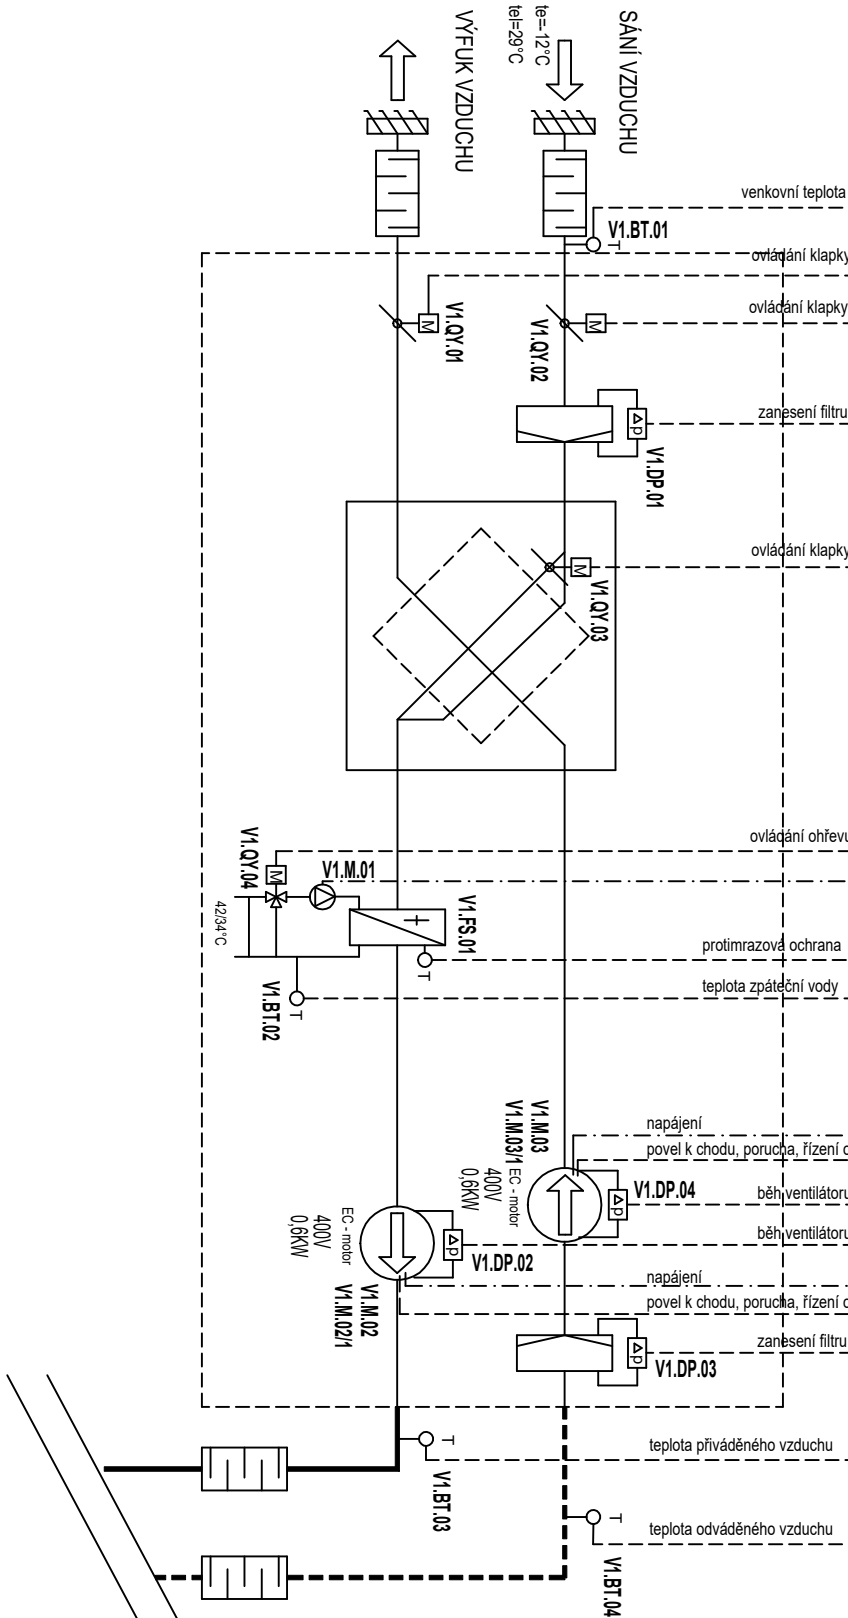 SÁNÍ VZDUCHU
te=-12°C
tel=29°C
VÝFUK VZDUCHU
venkovní teplota
V1.BT.01
T
ovládání klapky
V1.QY.01
M
ovládání klapky
V1.QY.02
M
zanesení filtru
Δp
V1.DP.01
ovládání klapky
M
V1.QY.03
ovládání ohřevu
V1.QY.04
M
V1.M.01
42/34°C
V1.FS.01
+
protimrazová ochrana
T
teplota zpáteční vody
V1.BT.02
T
napájení
povel k chodu, porucha, řízení o
V1.M.03
V1.M.03/1
EC - motor
400V
0,6KW
V1.DP.04
Δp
běh ventilátoru
běh ventilátoru
V1.DP.02
Δp
EC - motor
400V
0,6KW
V1.M.02
V1.M.02/1
napájení
povel k chodu, porucha, řízení o
zanesení filtru
Δp
V1.DP.03
teplota přiváděného vzduchu
T
V1.BT.03
teplota odváděného vzduchu
T
V1.BT.04